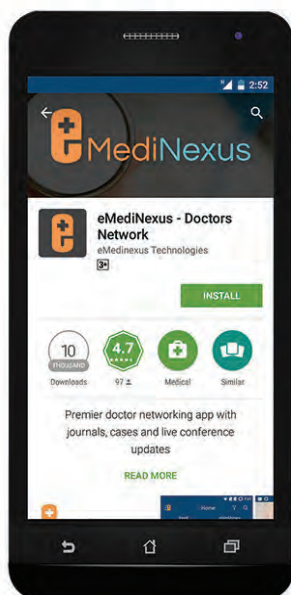 2:52
eMediNexus
eMediNexus - Doctors
Network
eMedinexus Technologies
3+
INSTALL
10
THOUSAND
4.7
Downloads
97
Medical
Similar
Premier doctor networking app with
journals, cases and live conference
updates
READ MORE
Home